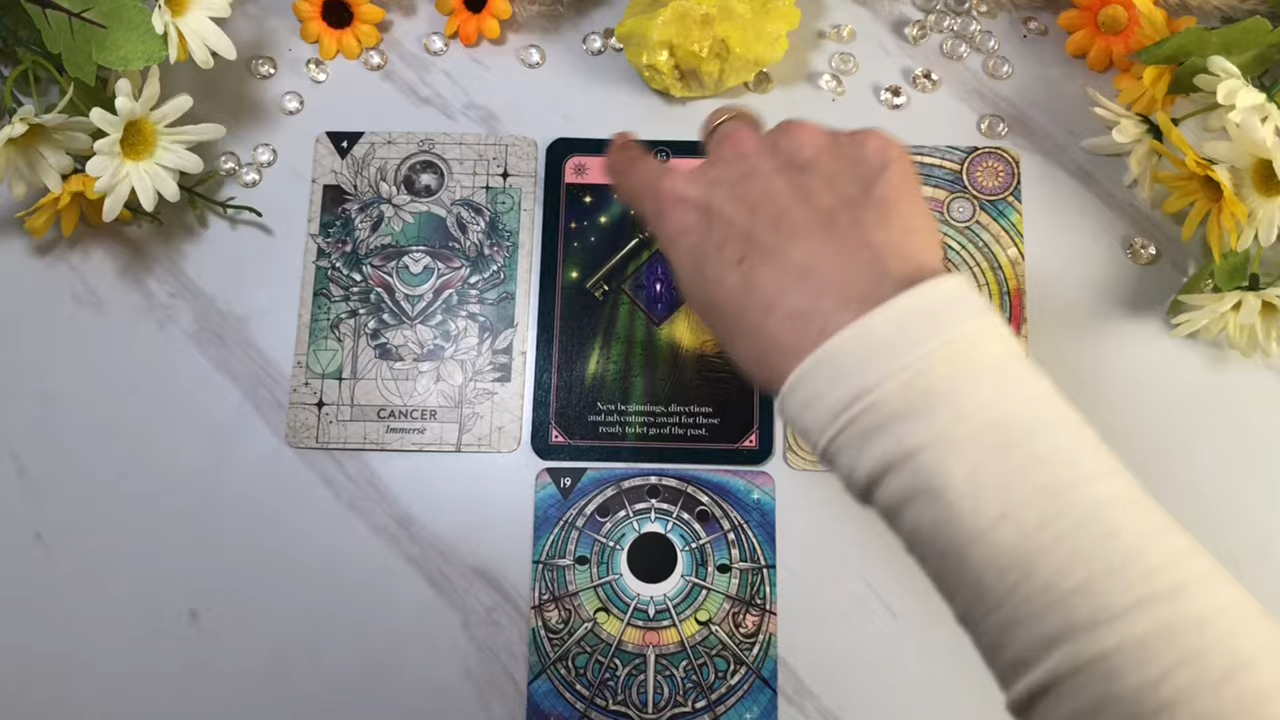 4
CANCER
Immerse
15
New beginnings, directions
and adventures await for those
ready to let go of the past.
19